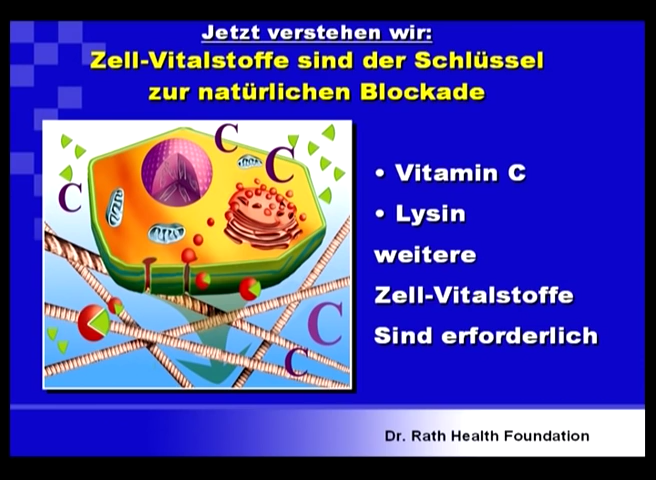 Jetzt verstehen wir:
Zell-Vitalstoffe sind der Schlüssel
zur natürlichen Blockade
C
C
C
C
C
• Vitamin C
• Lysin
weitere
Zell-Vitalstoffe
Sind erforderlich
Dr. Rath Health Foundation